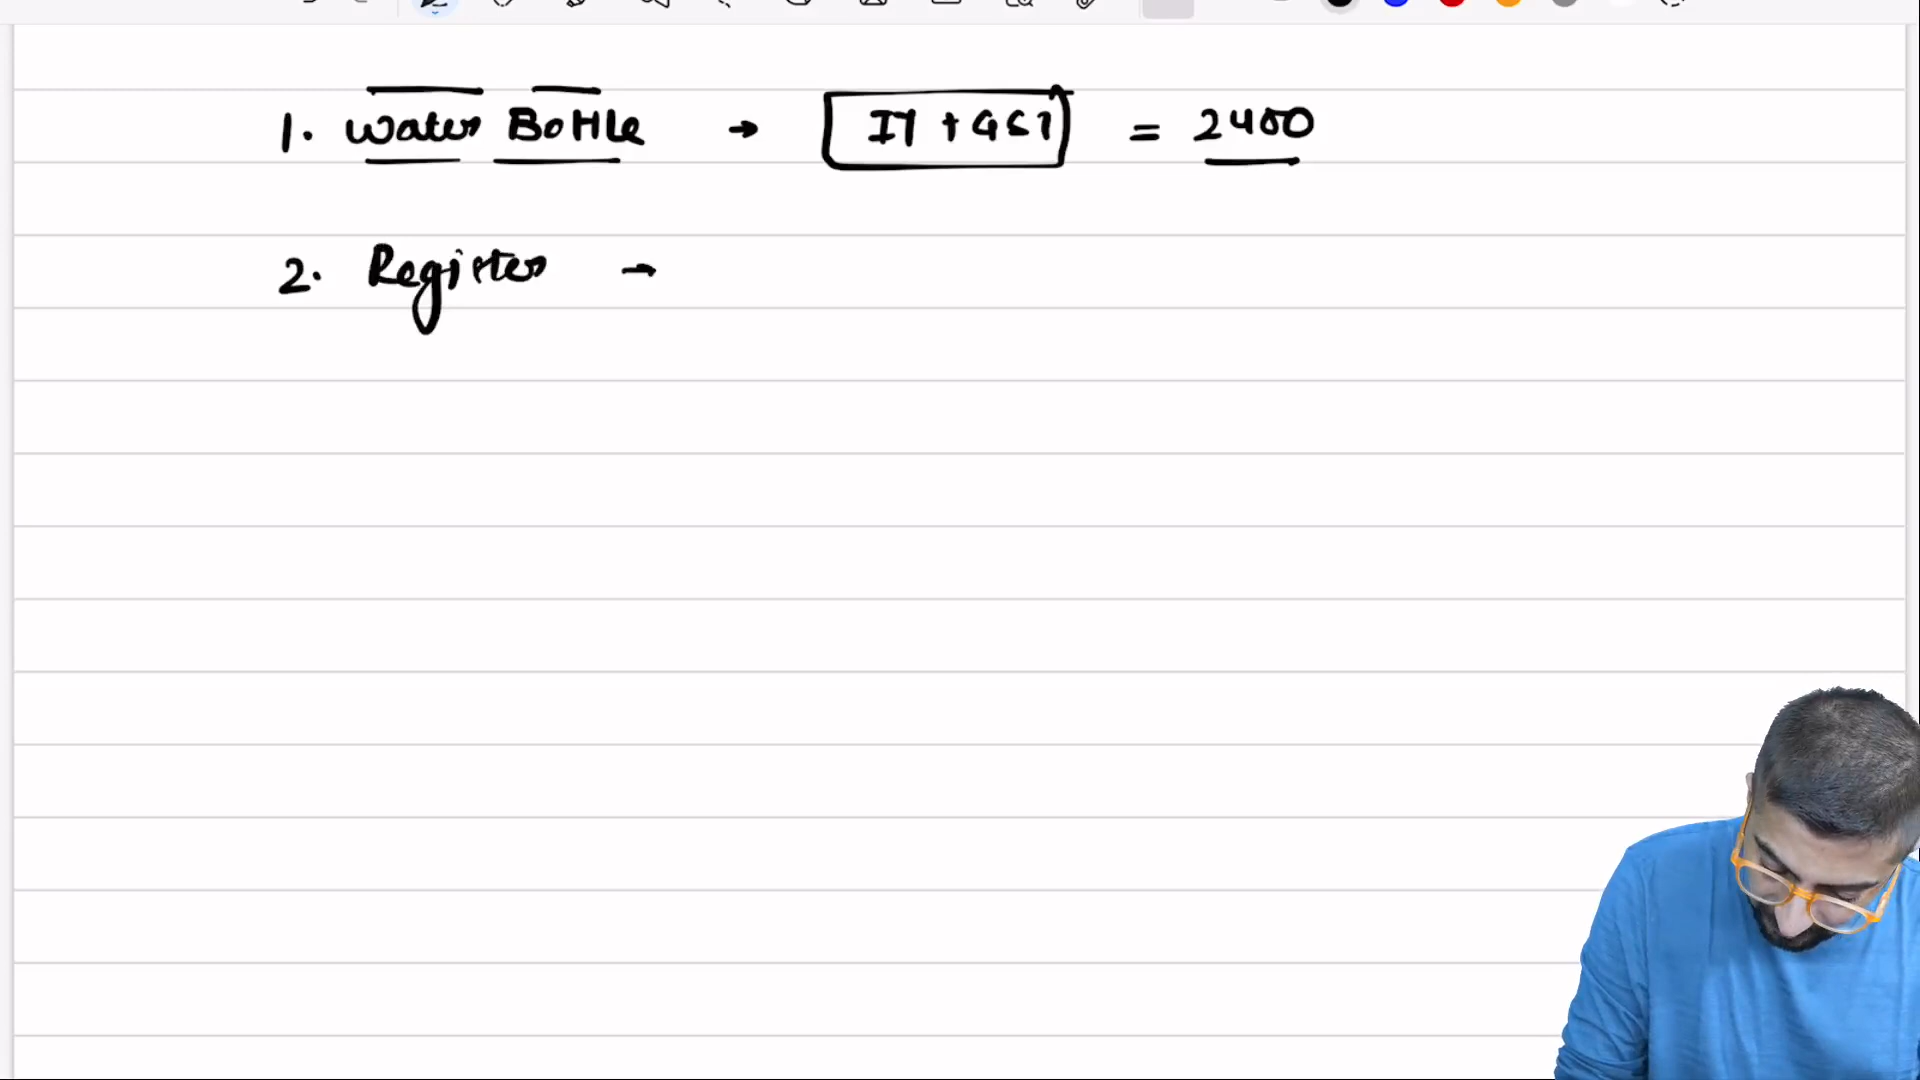 1. Water Bottle → IT + GST = 2400
2. Register →